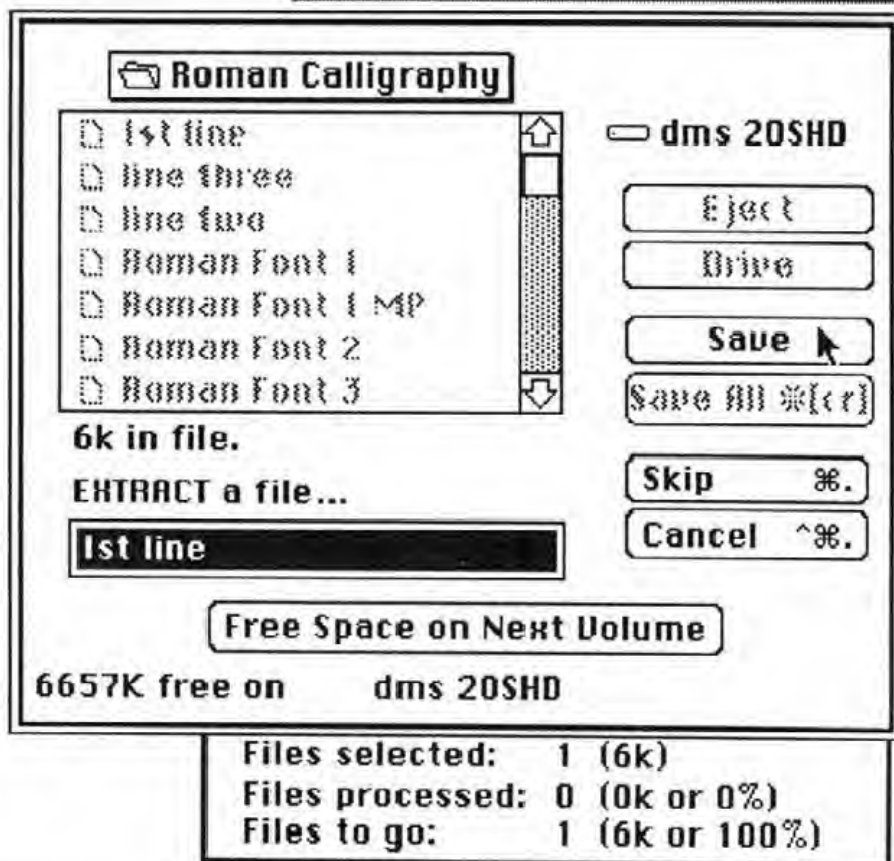 Roman Calligraphy
1st line
line three
line two
Roman Font 1
Roman Font 1 MP
Roman Font 2
Roman Font 3
dms 20SHD
Eject
Drive
Save
Save All ⌘[cr]
Skip ⌘.
Cancel ^⌘.
6k in file.
EXTRACT a file...
1st line
Free Space on Next Volume
6657K free on dms 20SHD
Files selected: 1 (6k)
Files processed: 0 (0k or 0%)
Files to go: 1 (6k or 100%)